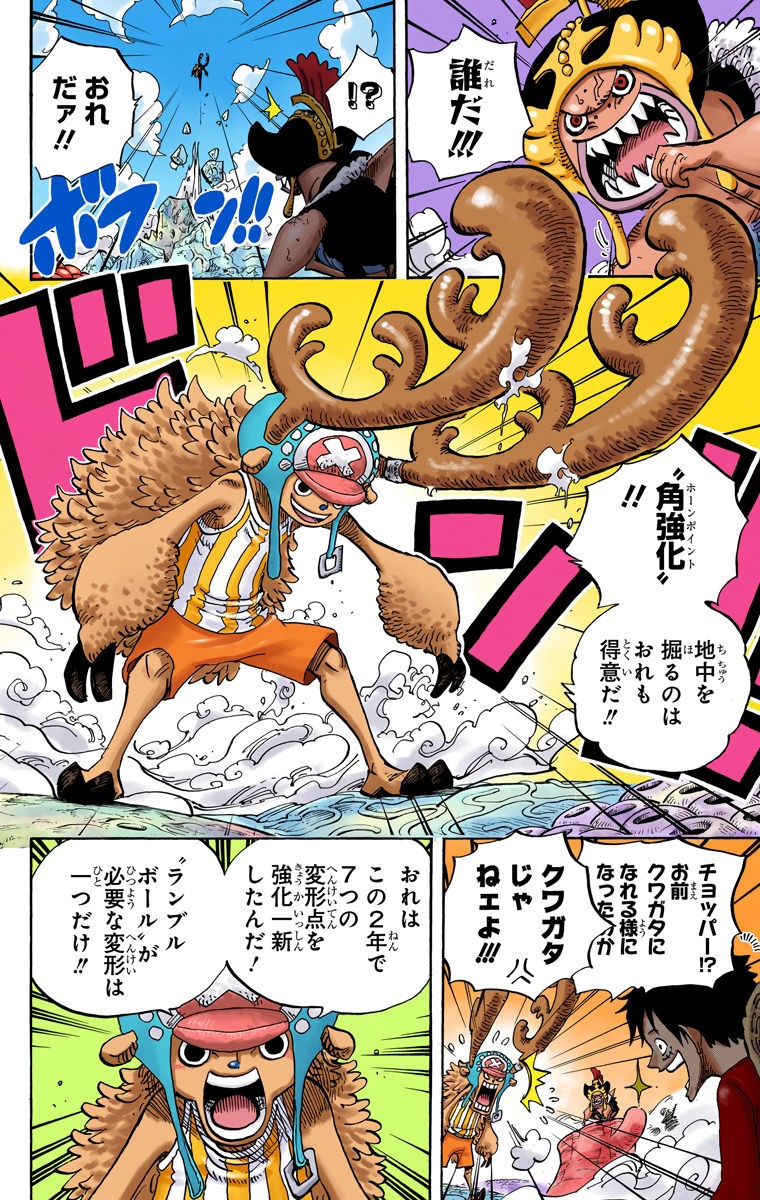 誰だ!!!
!?
おれ
だァ!!
ボフン!!!
ドドン
〝角強化〟
!!
地中を
掘るのは
おれも
得意だ!!
チョッパー!?
お前
クワガタに
なれる様に
なったのか
クワガタ
じゃ
ねェよ!!!
おれは
この2年で
7つの
変形点を
強化一新
したんだ!
〝ランブル
ボール〟が
必要な変形は
一つだけ!!